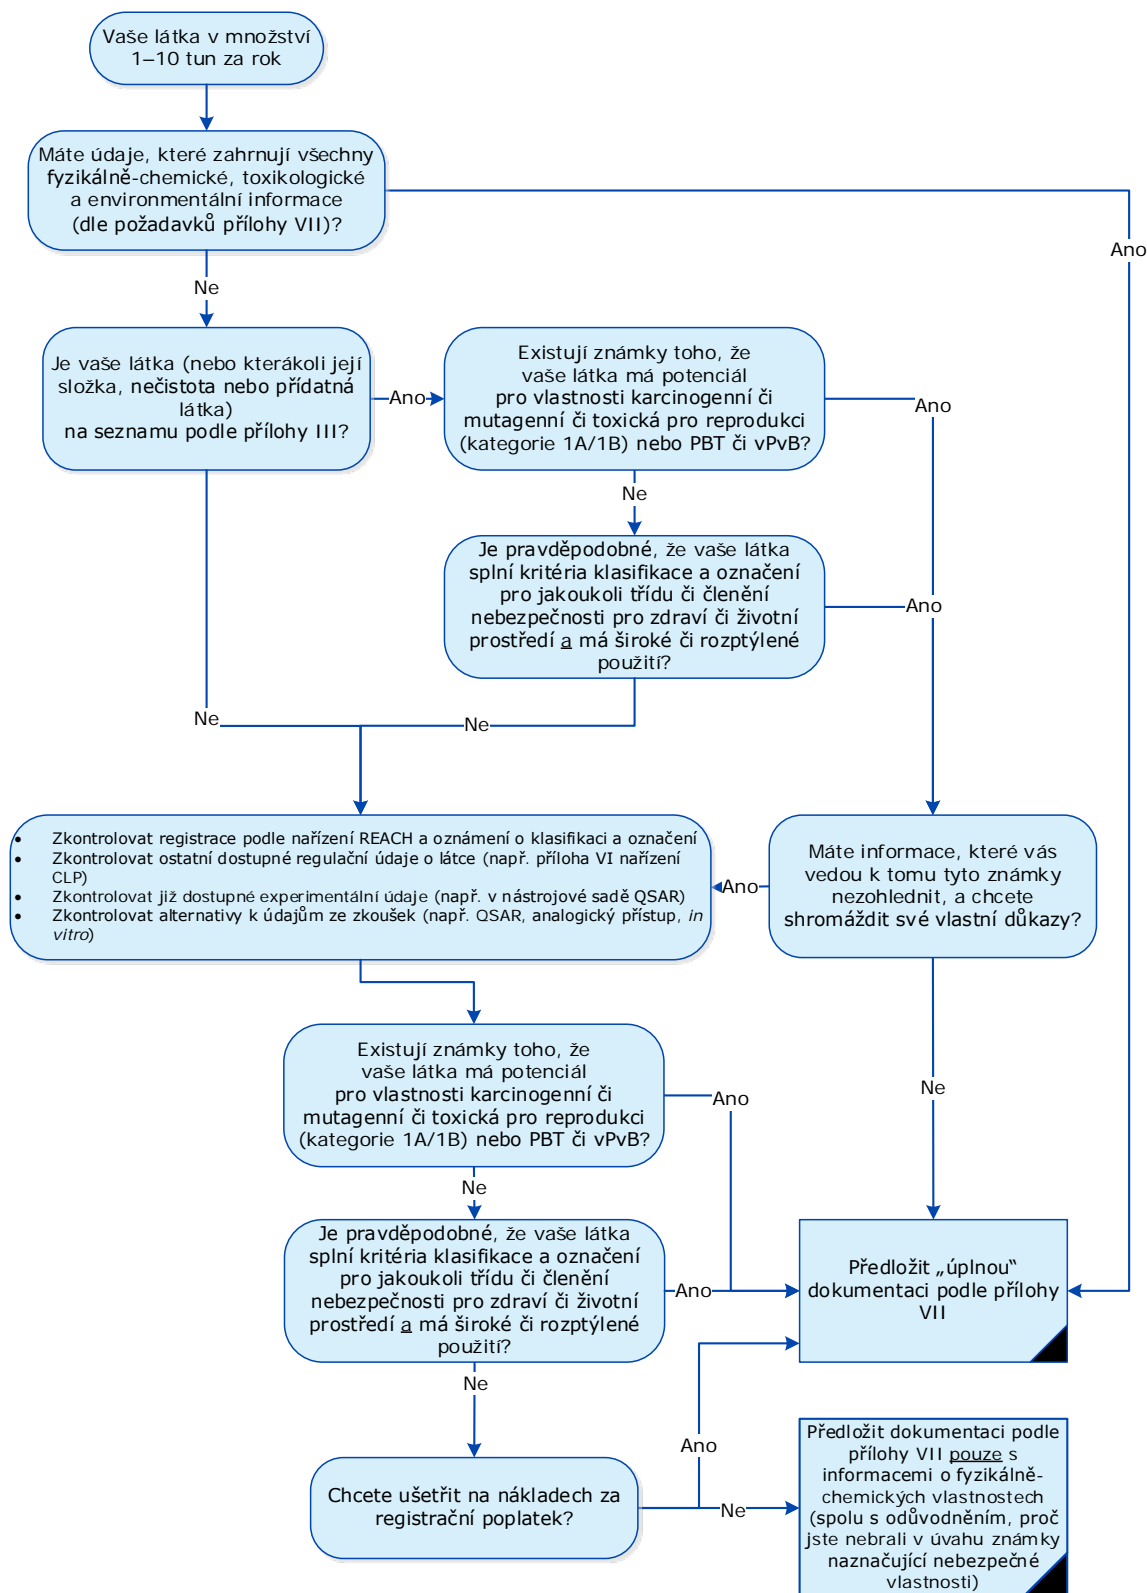 Vaše látka v množství
1–10 tun za rok
Máte údaje, které zahrnují všechny
fyzikálně-chemické, toxikologické
a environmentální informace
(dle požadavků přílohy VII)?
Ano
Ne
Je vaše látka (nebo kterákoli její
složka, nečistota nebo přídatná
látka)
na seznamu podle přílohy III?
Ano
Existují známky toho, že
vaše látka má potenciál
pro vlastnosti karcinogenní či
mutagenní či toxická pro reprodukci
(kategorie 1A/1B) nebo PBT či vPvB?
Ano
Ne
Je pravděpodobné, že vaše látka
splní kritéria klasifikace a označení
pro jakoukoli třídu či členění
nebezpečnosti pro zdraví či životní
prostředí a má široké či rozptýlené
použití?
Ano
Ne
Ne
• Zkontrolovat registrace podle nařízení REACH a oznámení o klasifikaci a označení
• Zkontrolovat ostatní dostupné regulační údaje o látce (např. příloha VI nařízení
CLP)
• Zkontrolovat již dostupné experimentální údaje (např. v nástrojové sadě QSAR)
• Zkontrolovat alternativy k údajům ze zkoušek (např. QSAR, analogický přístup, in
vitro)
Ano
Máte informace, které vás
vedou k tomu tyto známky
nezohlednit, a chcete
shromáždit své vlastní důkazy?
Ne
Existují známky toho, že
vaše látka má potenciál
pro vlastnosti karcinogenní či
mutagenní či toxická pro reprodukci
(kategorie 1A/1B) nebo PBT či vPvB?
Ano
Ne
Je pravděpodobné, že vaše látka
splní kritéria klasifikace a označení
pro jakoukoli třídu či členění
nebezpečnosti pro zdraví či životní
prostředí a má široké či rozptýlené
použití?
Ano
Předložit „úplnou“
dokumentaci podle přílohy
VII
Ne
Ano
Chcete ušetřit na nákladech za
registrační poplatek?
Ne
Předložit dokumentaci podle
přílohy VII pouze s
informacemi o fyzikálně-
chemických vlastnostech
(spolu s odůvodněním, proč
jste nebrali v úvahu známky
naznačující nebezpečné
vlastnosti)